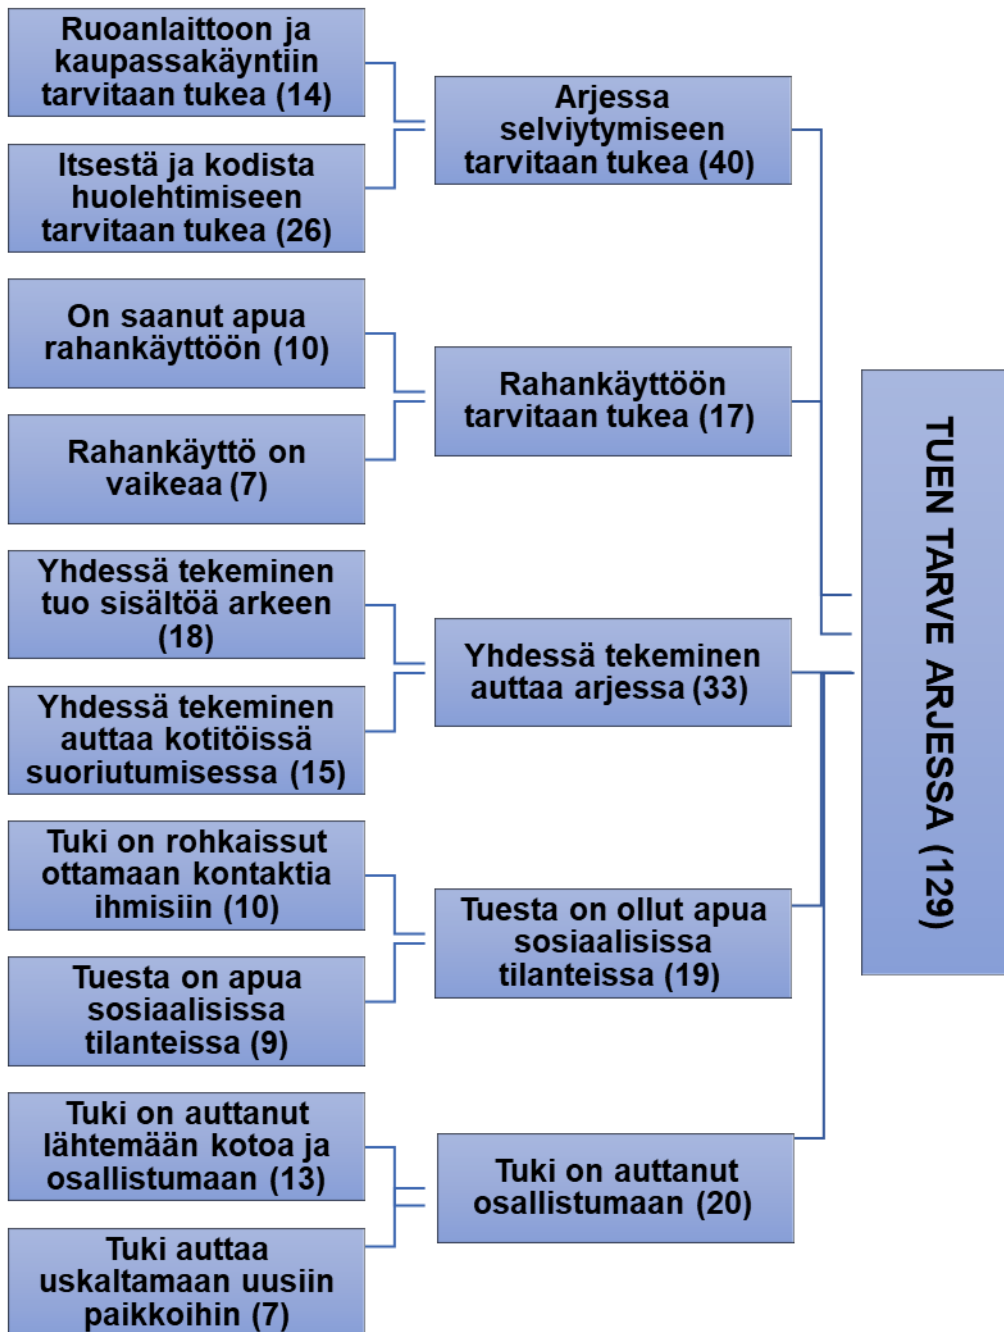 Ruoanlaittoon ja
kaupassakäyntiin
tarvitaan tukea (14)
Itsestä ja kodista
huolehtimiseen
tarvitaan tukea (26)
Arjessa
selviytymiseen
tarvitaan tukea (40)
On saanut apua
rahankäyttöön (10)
Rahankäyttö on
vaikeaa (7)
Rahankäyttöön
tarvitaan tukea (17)
Yhdessä tekeminen
tuo sisältöä arkeen
(18)
Yhdessä tekeminen
auttaa kotitöissä
suoriutumisessa (15)
Yhdessä tekeminen
auttaa arjessa (33)
Tuki on rohkaissut
ottamaan kontaktia
ihmisiin (10)
Tuesta on apua
sosiaalisissa
tilanteissa (9)
Tuesta on ollut apua
sosiaalisissa
tilanteissa (19)
Tuki on auttanut
lähtemään kotoa ja
osallistumaan (13)
Tuki auttaa
uskaltamaan uusiin
paikkoihin (7)
Tuki on auttanut
osallistumaan (20)
TUEN TARVE ARJESSA (129)